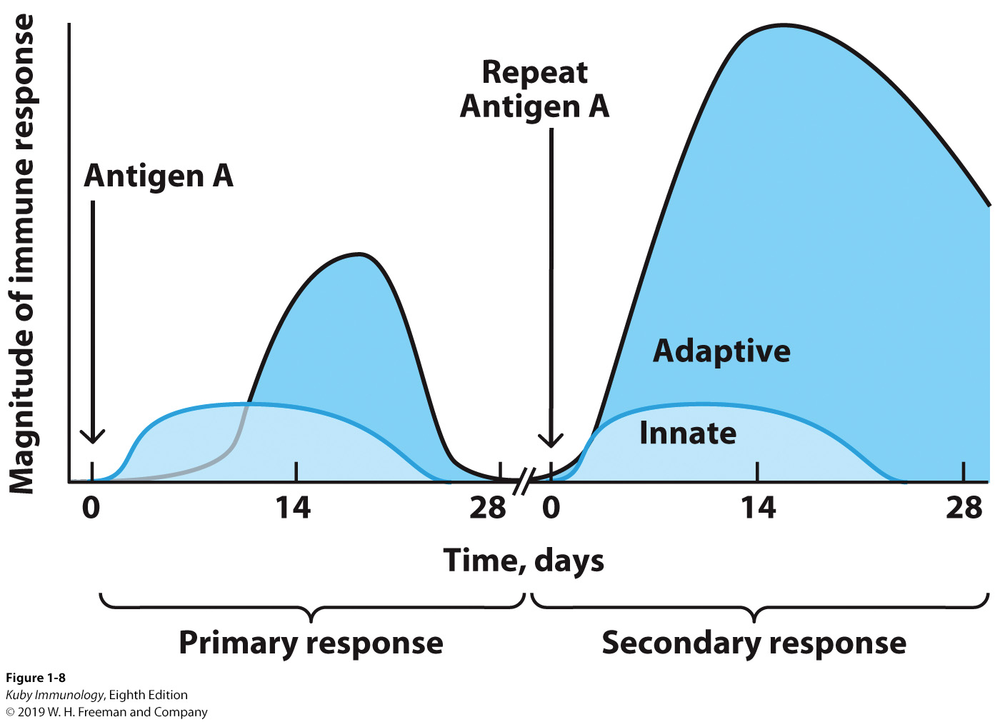 Magnitude of immune response
Antigen A
Repeat
Antigen A
Adaptive
Innate
0 14 28 0 14 28
Time, days
Primary response Secondary response
Figure 1-8
Kuby Immunology, Eighth Edition
© 2019 W. H. Freeman and Company